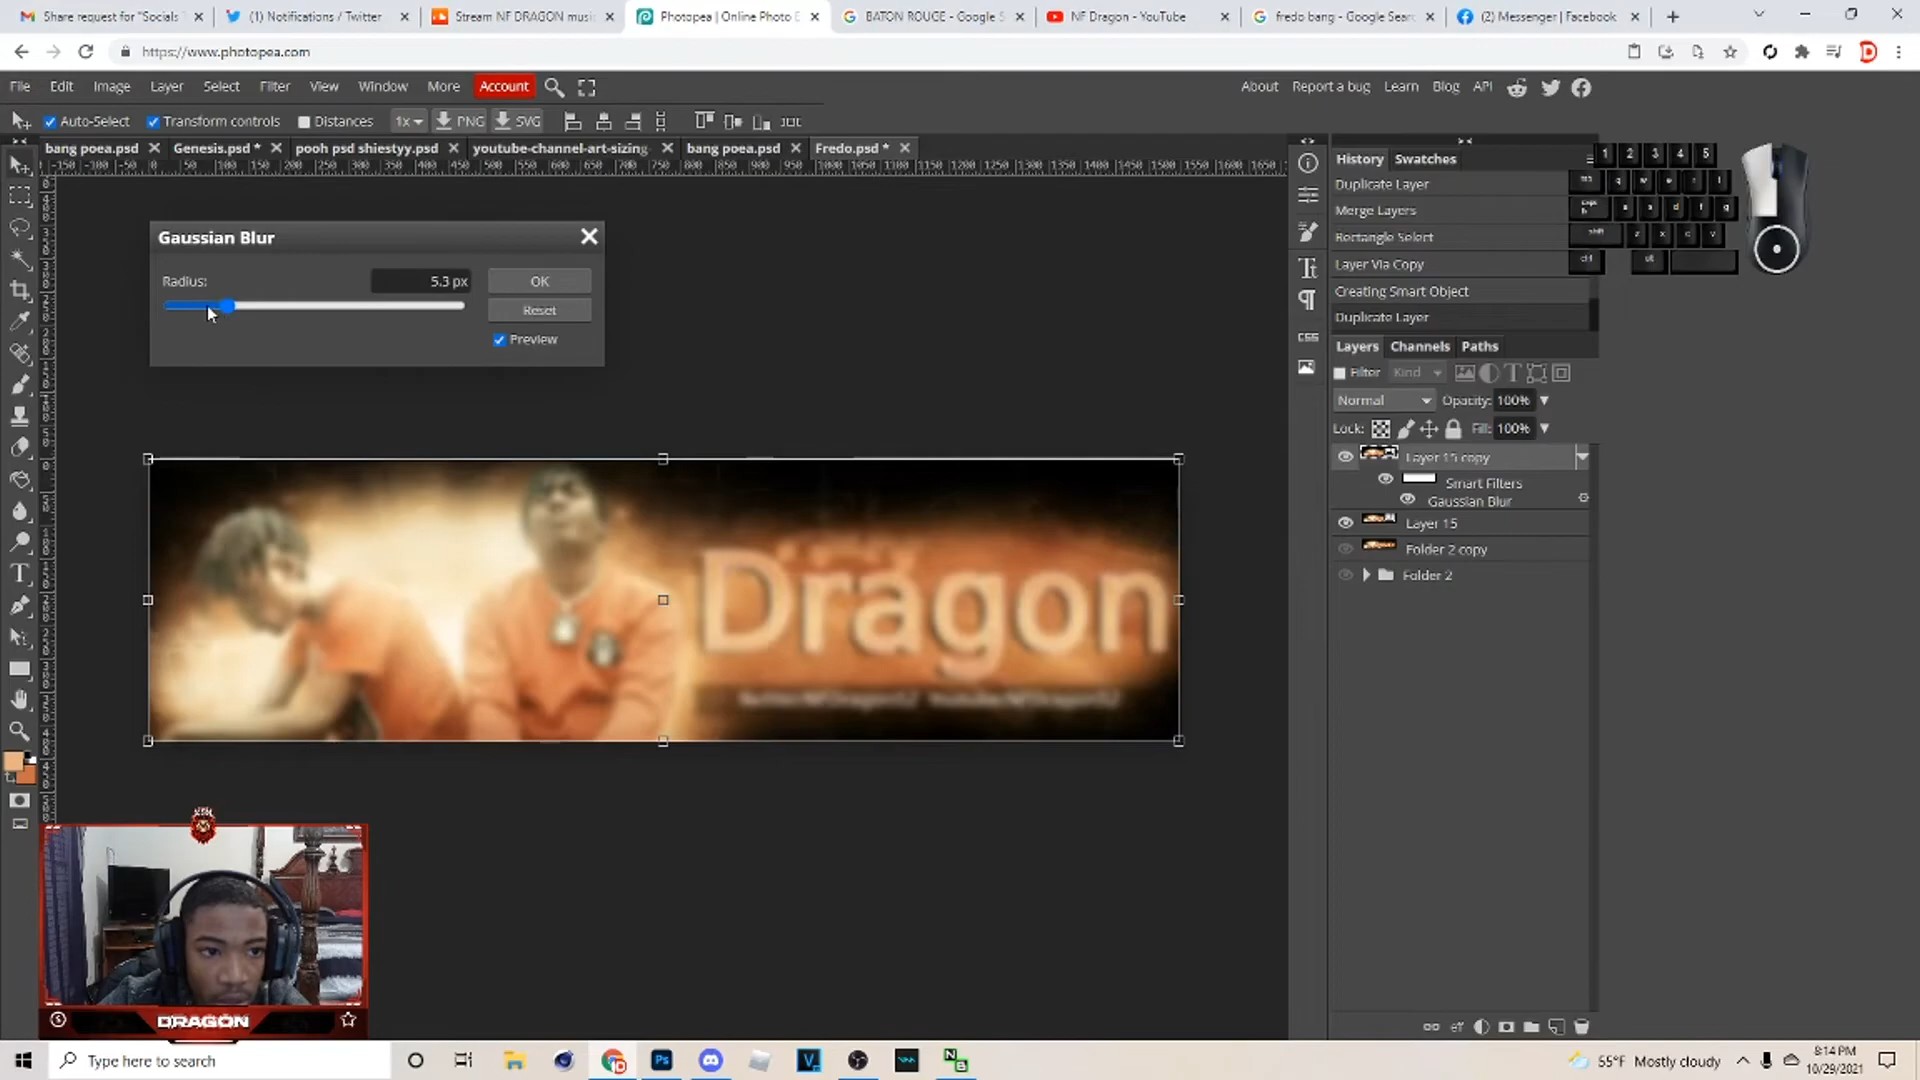 Share request for "Socials
(1) Notifications / Twitter
Stream NF DRAGON musi
Photopea | Online Photo E
BATON ROUGE - Google S
NF Dragon - YouTube
fredo bang - Google Searc
(2) Messenger | Facebook
https://www.photopea.com
File Edit Image Layer Select Filter View Window More Account
About Report a bug Learn Blog API
Auto-Select Transform controls Distances 1x PNG SVG
bang poea.psd Genesis.psd * pooh psd shiestyy.psd youtube-channel-art-sizing bang poea.psd Fredo.psd *
History Swatches
Duplicate Layer
Merge Layers
Rectangle Select
Layer Via Copy
Creating Smart Object
Duplicate Layer
Gaussian Blur
Radius: 5.3 px OK
Reset
Preview
Layers Channels Paths
Filter Kind
Normal Opacity: 100%
Lock: Fill: 100%
Layer 15 copy
Smart Filters
Gaussian Blur
Layer 15
Folder 2 copy
Folder 2
CSS
Dragon
DRAGON
Type here to search
55°F Mostly cloudy
8:14 PM
10/29/2021